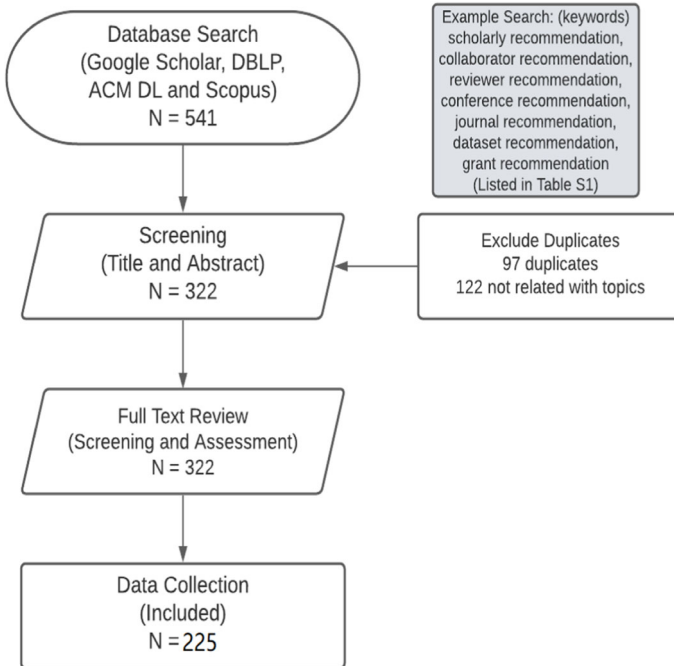 Database Search
(Google Scholar, DBLP,
ACM DL and Scopus)
N = 541
Example Search: (keywords)
scholarly recommendation,
collaborator recommendation,
reviewer recommendation,
conference recommendation,
journal recommendation,
dataset recommendation,
grant recommendation
(Listed in Table S1)
Screening
(Title and Abstract)
N = 322
Exclude Duplicates
97 duplicates
122 not related with topics
Full Text Review
(Screening and Assessment)
N = 322
Data Collection
(Included)
N = 225